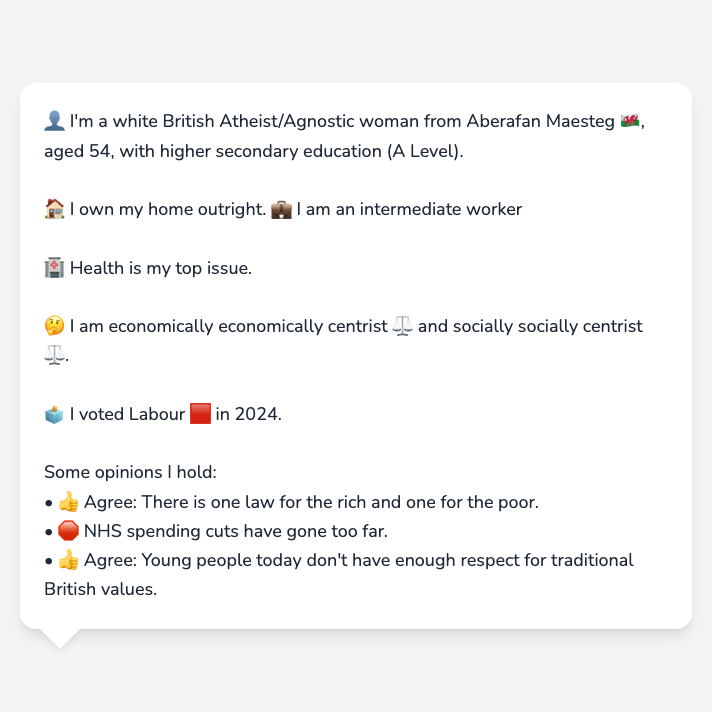 👤 I'm a white British Atheist/Agnostic woman from Aberafan Maesteg 🏴󠁧󠁢󠁷󠁬󠁳󠁿,
aged 54, with higher secondary education (A Level).
🏠 I own my home outright. 💼 I am an intermediate worker
🏥 Health is my top issue.
🤔 I am economically economically centrist ⚖️ and socially socially centrist
⚖️.
🗳️ I voted Labour 🟥 in 2024.
Some opinions I hold:
• 👍 Agree: There is one law for the rich and one for the poor.
• 🛑 NHS spending cuts have gone too far.
• 👍 Agree: Young people today don't have enough respect for traditional
British values.